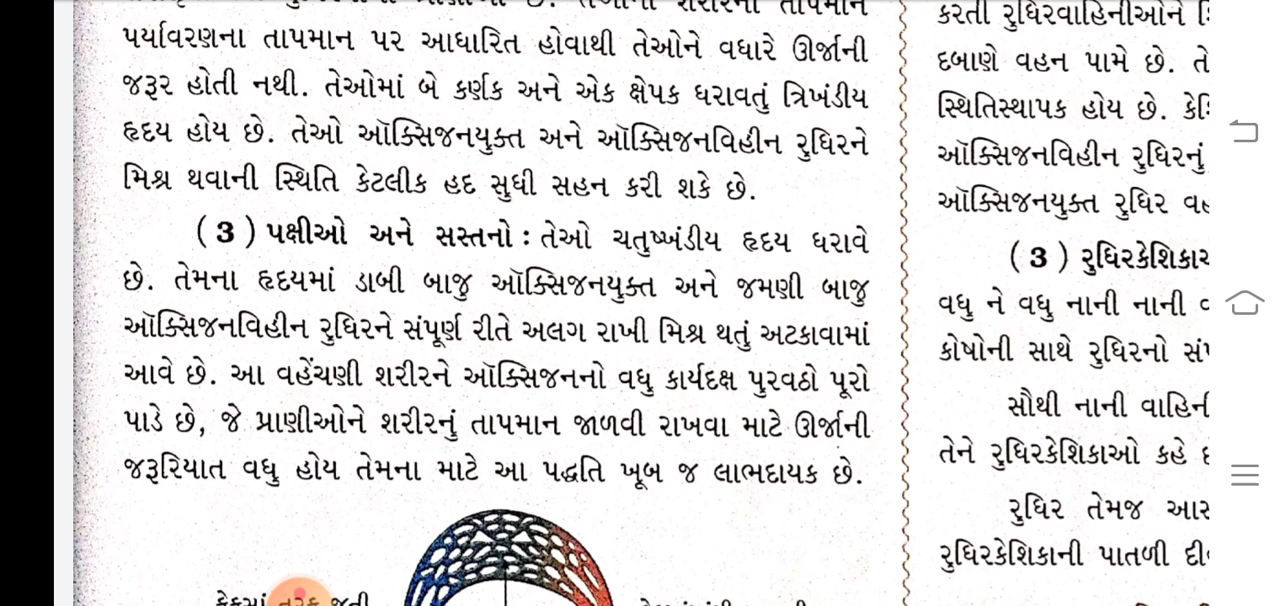 પર્યાવરણના તાપમાન પર આધારિત હોવાથી તેઓને વધારે ઊર્જાની
જરૂર હોતી નથી. તેઓમાં બે કર્ણક અને એક ક્ષેપક ધરાવતું ત્રિખંડીય
હૃદય હોય છે. તેઓ ઑક્સિજનયુક્ત અને ઑક્સિજનવિહીન રુધિરને
મિશ્ર થવાની સ્થિતિ કેટલીક હદ સુધી સહન કરી શકે છે.
( 3 ) પક્ષીઓ અને સસ્તનો : તેઓ ચતુષ્ખંડીય હૃદય ધરાવે
છે. તેમના હૃદયમાં ડાબી બાજુ ઑક્સિજનયુક્ત અને જમણી બાજુ
ઑક્સિજનવિહીન રુધિરને સંપૂર્ણ રીતે અલગ રાખી મિશ્ર થતું અટકાવામાં
આવે છે. આ વહેંચણી શરીરને ઑક્સિજનનો વધુ કાર્યદક્ષ પુરવઠો પૂરો
પાડે છે, જે પ્રાણીઓને શરીરનું તાપમાન જાળવી રાખવા માટે ઊર્જાની
જરૂરિયાત વધુ હોય તેમના માટે આ પદ્ધતિ ખૂબ જ લાભદાયક છે.
કરતી રુધિરવાહિનીઓને
દબાણે વહન પામે છે. તે
સ્થિતિસ્થાપક હોય છે.
ઑક્સિજનવિહીન રુધિરનું
ઑક્સિજનયુક્ત રુધિર
( 3 ) રુધિરકેશિકા
વધુ ને વધુ નાની નાની
કોષોની સાથે રુધિરનો
સૌથી નાની
તેને રુધિરકેશિકાઓ કહે
રુધિર તેમજ
રુધિરકેશિકાની પાતળી